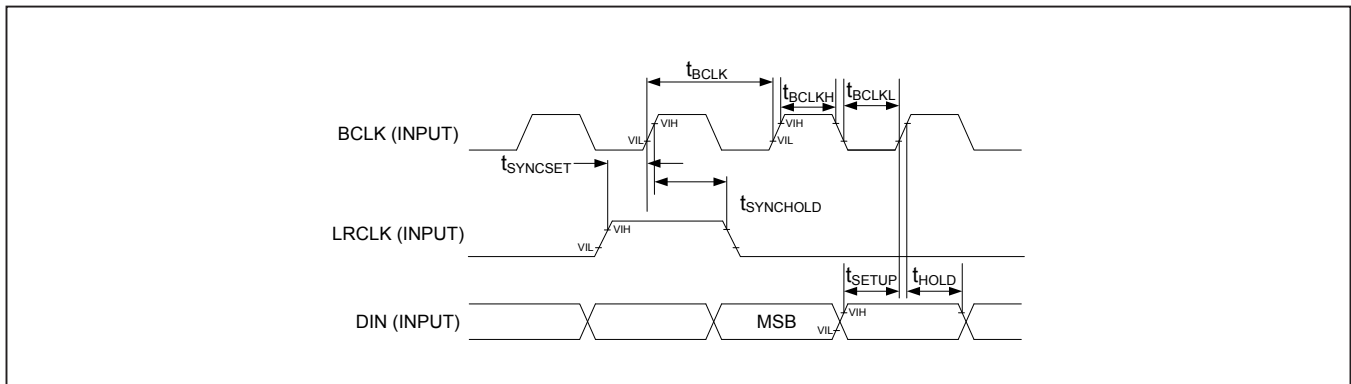 tBCLK
tBCLKH
tBCLKL
BCLK (INPUT)
VIH
VIL
VIH
VIL
tSYNCSET
tSYNCHOLD
LRCLK (INPUT)
VIH
VIL
tSETUP
tHOLD
DIN (INPUT)
MSB
VIH
VIL